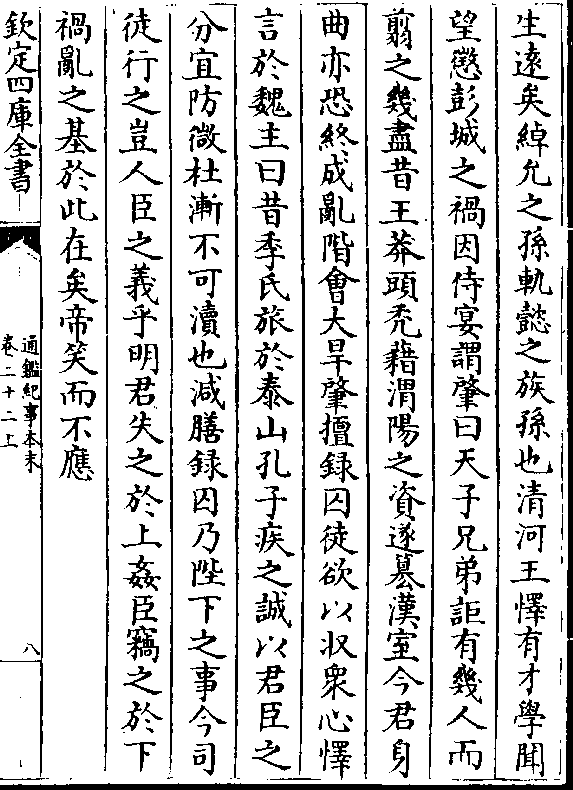 生逺矣綽允之孫軌懿之族孫也清河王懌有才學聞
望懲彭城之禍因侍宴謂肇曰天子兄弟詎有幾人而
翦之幾盡昔王莽頭禿藉渭陽之資遂簒漢室今君身
曲亦恐終成亂階會大旱肇擅録囚徒欲以収衆心懌
言於魏主曰昔季氏旅於泰山孔子疾之誠以君臣之
分宜防微杜漸不可瀆也減膳録囚乃陛下之事今司
徒行之豈人臣之義乎明君失之於上姦臣竊之於下
禍亂之基於此在矣帝笑而不應
欽定四庫全書
通鑑紀事本末
卷二十二上
八